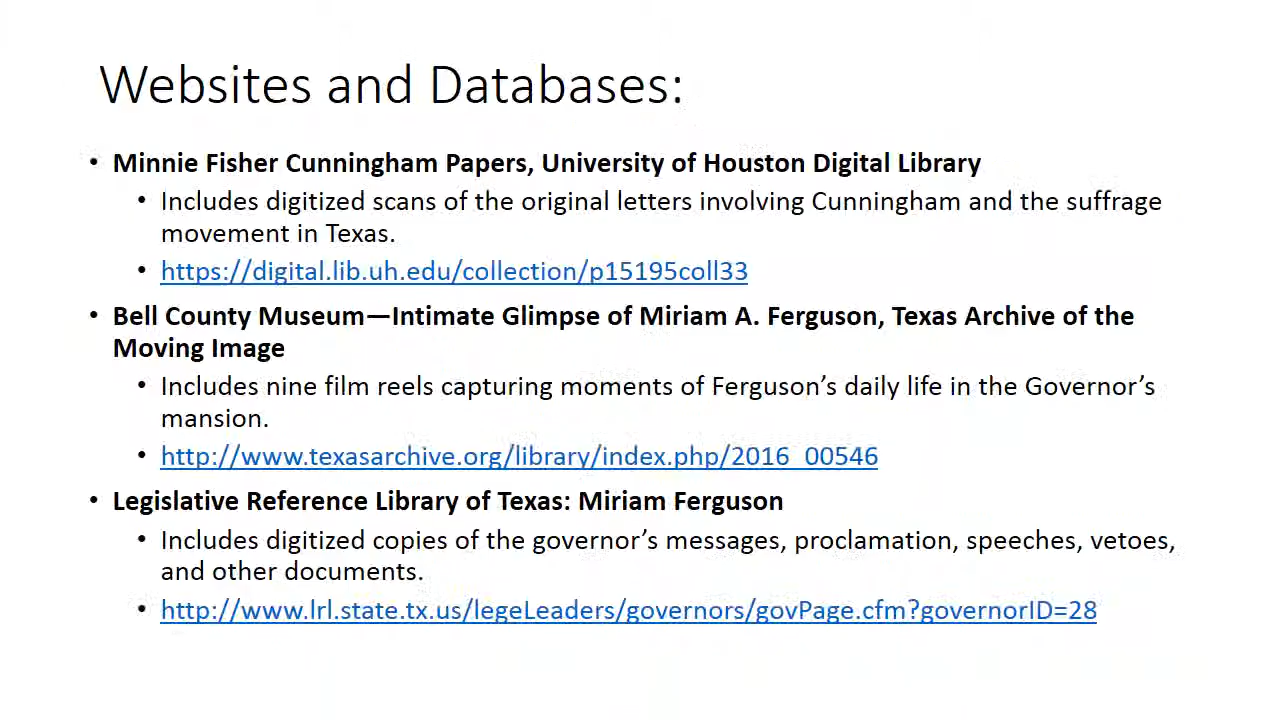 Websites and Databases:
• Minnie Fisher Cunningham Papers, University of Houston Digital Library
• Includes digitized scans of the original letters involving Cunningham and the suffrage
movement in Texas.
• https://digital.lib.uh.edu/collection/p15195coll33
• Bell County Museum—Intimate Glimpse of Miriam A. Ferguson, Texas Archive of the
Moving Image
• Includes nine film reels capturing moments of Ferguson’s daily life in the Governor’s
mansion.
• http://www.texasarchive.org/library/index.php/2016_00546
• Legislative Reference Library of Texas: Miriam Ferguson
• Includes digitized copies of the governor’s messages, proclamation, speeches, vetoes,
and other documents.
• http://www.lrl.state.tx.us/legeLeaders/governors/govPage.cfm?governorID=28